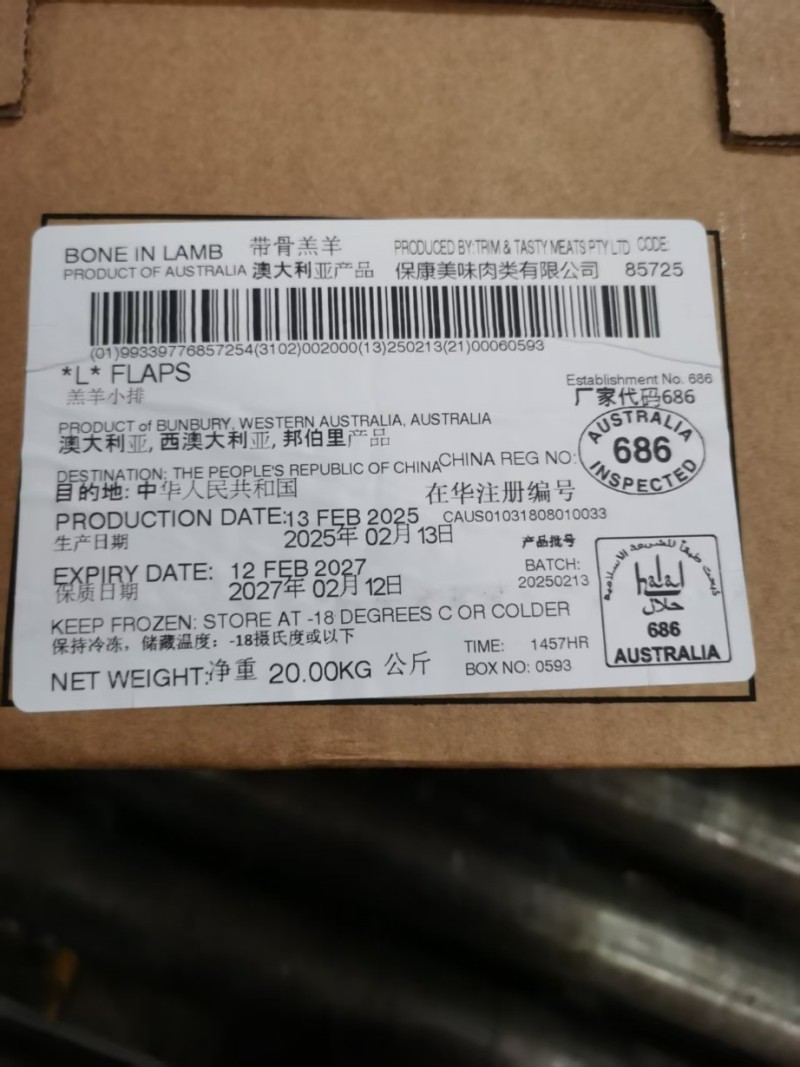 BONE IN LAMB 带骨羔羊 PRODUCED BY:TRIM & TASTY MEATS PTY LTD CODE:
PRODUCT OF AUSTRALIA 澳大利亚产品 保康美味肉类有限公司 85725
(01)99339776857254(3102)002000(13)250213(21)00060593
*L* FLAPS
羔羊小排
Establishment No. 686
厂家代码686
PRODUCT of BUNBURY, WESTERN AUSTRALIA, AUSTRALIA
澳大利亚, 西澳大利亚, 邦伯里产品
AUSTRALIA
686
INSPECTED
DESTINATION: THE PEOPLE'S REPUBLIC OF CHINA CHINA REG NO:
目的地: 中华人民共和国 在华注册编号
PRODUCTION DATE:13 FEB 2025 CAUS01031808010033
生产日期 2025年 02月 13日
产品批号
EXPIRY DATE: 12 FEB 2027 BATCH:
保质日期 2027年 02月 12日 20250213
KEEP FROZEN: STORE AT -18 DEGREES C OR COLDER
保持冷冻, 储藏温度: -18摄氏度或以下
TIME: 1457HR
NET WEIGHT:净重 20.00KG 公斤 BOX NO: 0593
halal
حلال
686
AUSTRALIA